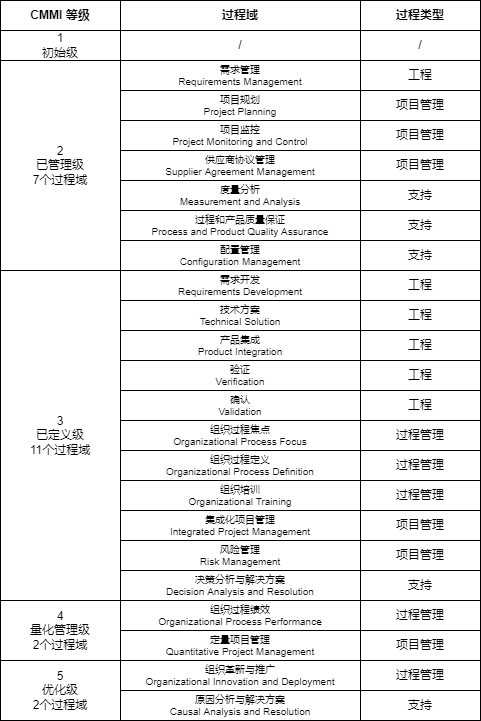 CMMI 等级 过程域 过程类型
1
初始级
/ /
2
已管理级
7个过程域
需求管理
Requirements Management
工程
项目规划
Project Planning
项目管理
项目监控
Project Monitoring and Control
项目管理
供应商协议管理
Supplier Agreement Management
项目管理
度量分析
Measurement and Analysis
支持
过程和产品质量保证
Process and Product Quality Assurance
支持
配置管理
Configuration Management
支持
3
已定义级
11个过程域
需求开发
Requirements Development
工程
技术方案
Technical Solution
工程
产品集成
Product Integration
工程
验证
Verification
工程
确认
Validation
工程
组织过程焦点
Organizational Process Focus
过程管理
组织过程定义
Organizational Process Definition
过程管理
组织培训
Organizational Training
过程管理
集成化项目管理
Integrated Project Management
项目管理
风险管理
Risk Management
项目管理
决策分析与解决方案
Decision Analysis and Resolution
支持
4
量化管理级
2个过程域
组织过程绩效
Organizational Process Performance
过程管理
定量项目管理
Quantitative Project Management
项目管理
5
优化级
2个过程域
组织革新与推广
Organizational Innovation and Deployment
过程管理
原因分析与解决方案
Causal Analysis and Resolution
支持